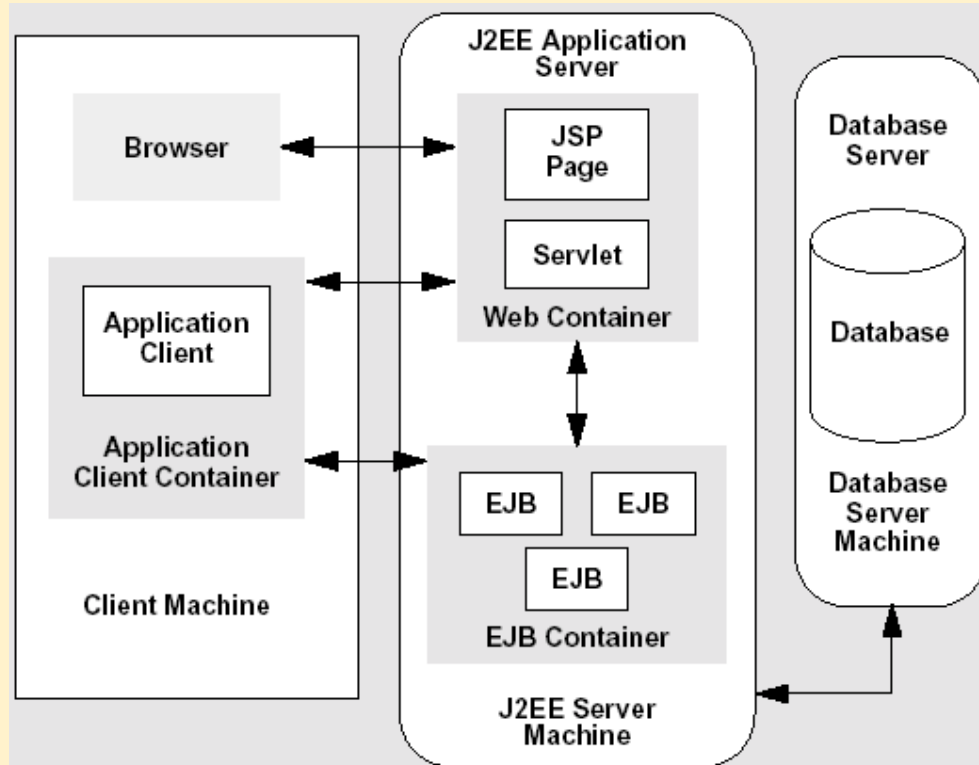 Browser
Application
Client
Application
Client Container
Client Machine
J2EE Application
Server
JSP
Page
Servlet
Web Container
EJB
EJB
EJB
EJB Container
J2EE Server
Machine
Database
Server
Database
Database
Server
Machine